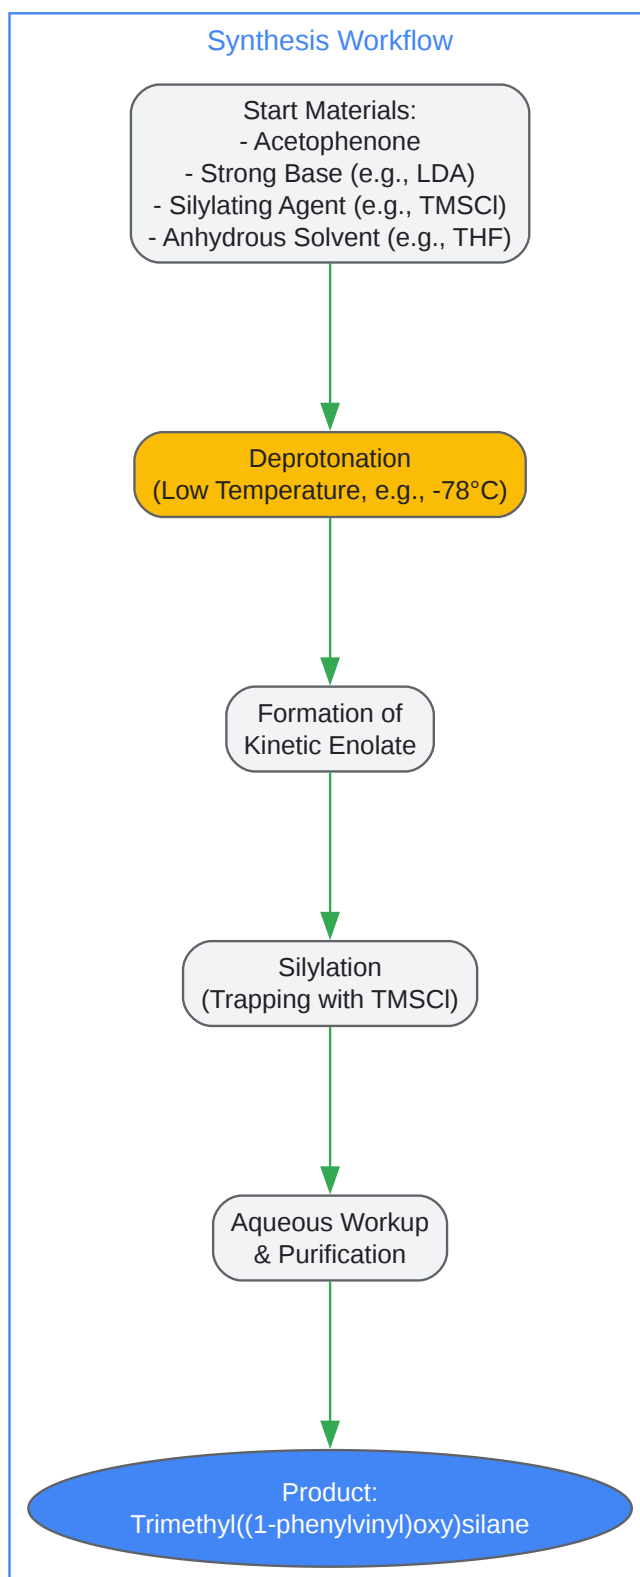 Synthesis Workflow
Start Materials:
- Acetophenone
- Strong Base (e.g., LDA)
- Silylating Agent (e.g., TMSCl)
- Anhydrous Solvent (e.g., THF)
Deprotonation
(Low Temperature, e.g., -78°C)
Formation of
Kinetic Enolate
Silylation
(Trapping with TMSCl)
Aqueous Workup
& Purification
Product:
Trimethyl((1-phenylvinyl)oxy)silane